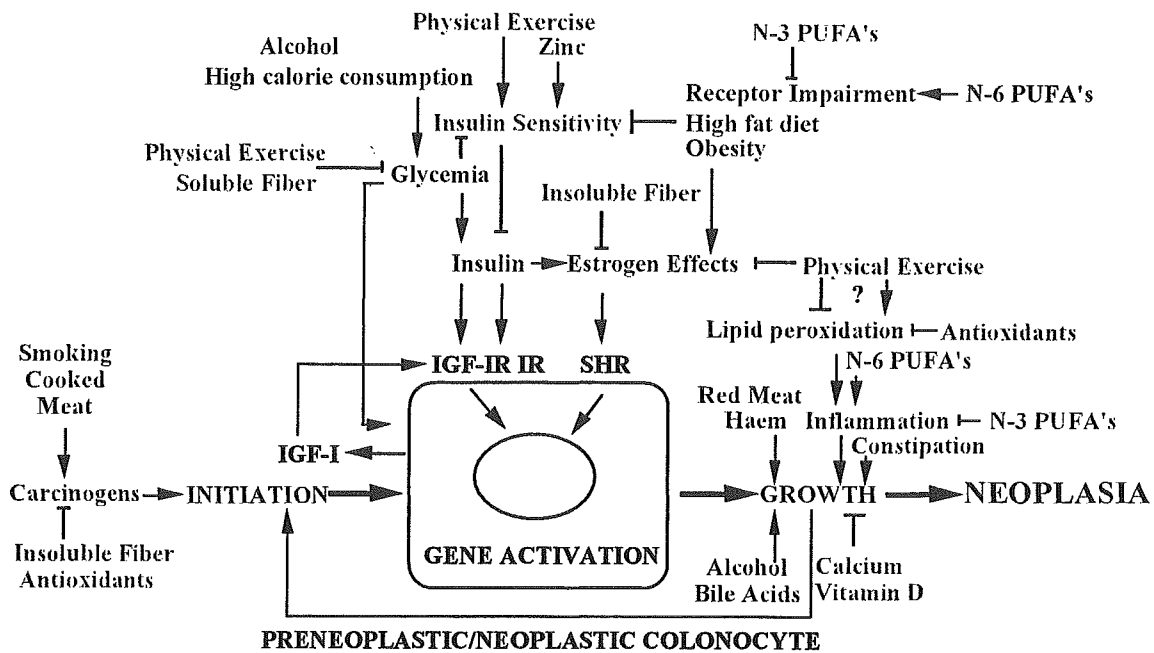 Physical Exercise
Zinc
N-3 PUFA's
Alcohol
High calorie consumption
Receptor Impairment
N-6 PUFA's
Insulin Sensitivity
High fat diet
Obesity
Physical Exercise
Soluble Fiber
Glycemia
Insoluble Fiber
Insulin
Estrogen Effects
Physical Exercise
?
Lipid peroxidation
Antioxidants
Smoking
Cooked
Meat
IGF-IR IR
SHR
N-6 PUFA's
Red Meat
Haem
Inflammation
N-3 PUFA's
Constipation
IGF-I
Carcinogens
INITIATION
GROWTH
NEOPLASIA
Insoluble Fiber
Antioxidants
GENE ACTIVATION
Alcohol
Bile Acids
Calcium
Vitamin D
PRENEOPLASTIC/NEOPLASTIC COLONOCYTE